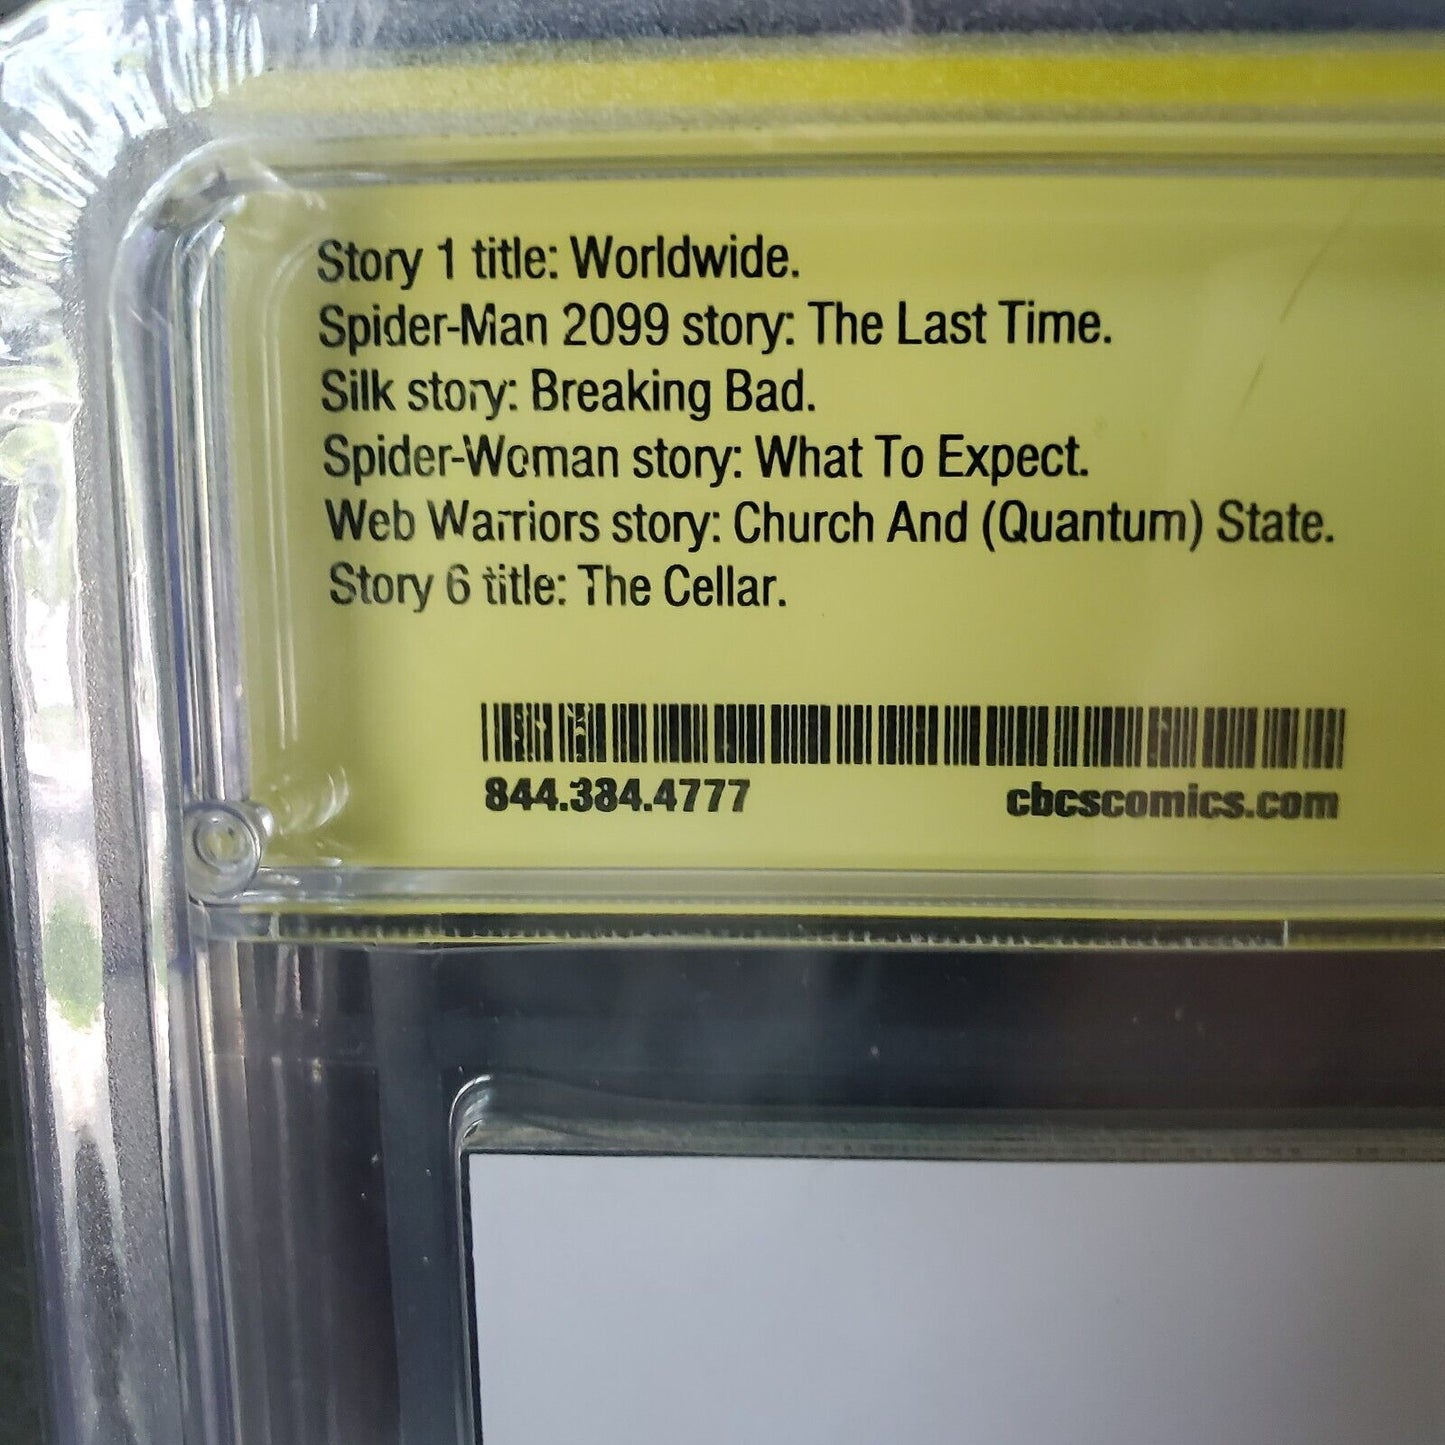 Story 1 title: Worldwide.
Spider-Man 2099 story: The Last Time.
Silk story: Breaking Bad.
Spider-Woman story: What To Expect.
Web Warriors story: Church And (Quantum) State.
Story 6 title: The Cellar.
844.384.4777 cbcscomics.com